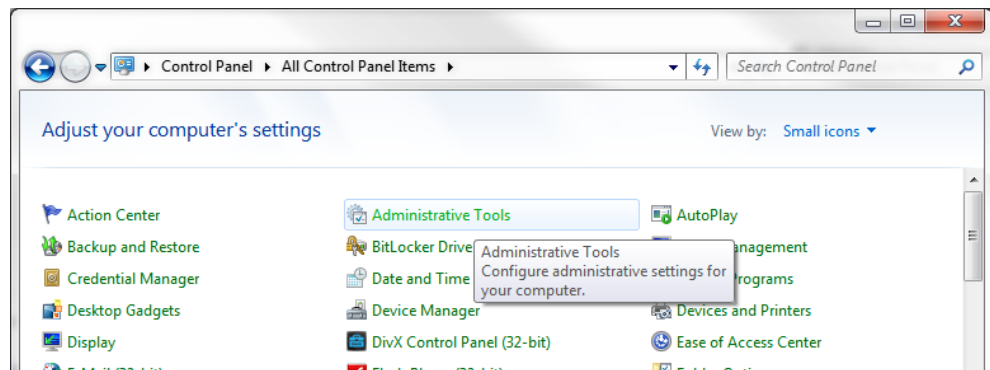 Control Panel All Control Panel Items Search Control Panel
Adjust your computer's settings View by: Small icons
Action Center Administrative Tools AutoPlay
Backup and Restore BitLocker Drive anagement
Credential Manager Date and Time rograms
Administrative Tools
Configure administrative settings for
your computer.
Desktop Gadgets Device Manager Devices and Printers
Display DivX Control Panel (32-bit) Ease of Access Center